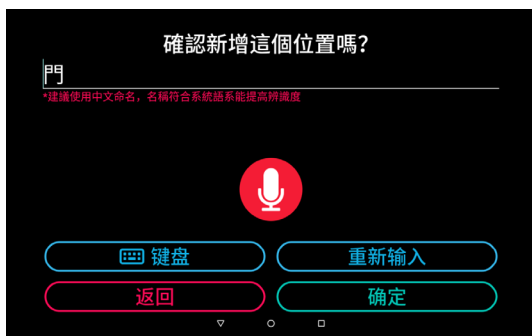 確認新增這個位置嗎?
門
*建議使用中文命名，名稱符合系統語系能提高辨識度
键盘
重新输入
返回
确定